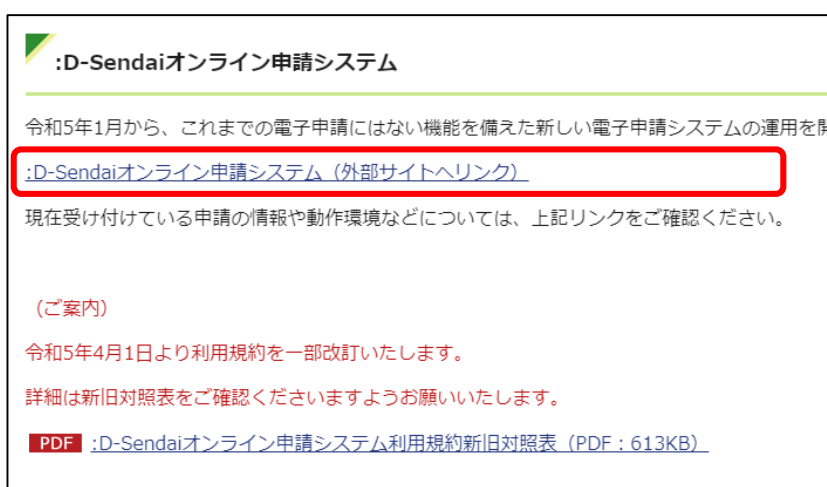 :D-Sendaiオンライン申請システム
令和5年1月から、これまでの電子申請にはない機能を備えた新しい電子申請システムの運用を
:D-Sendaiオンライン申請システム（外部サイトへリンク）
現在受け付けている申請の情報や動作環境などについては、上記リンクをご確認ください。
（ご案内）
令和5年4月1日より利用規約を一部改訂いたします。
詳細は新旧対照表をご確認くださいますようお願いいたします。
PDF :D-Sendaiオンライン申請システム利用規約新旧対照表（PDF：613KB）